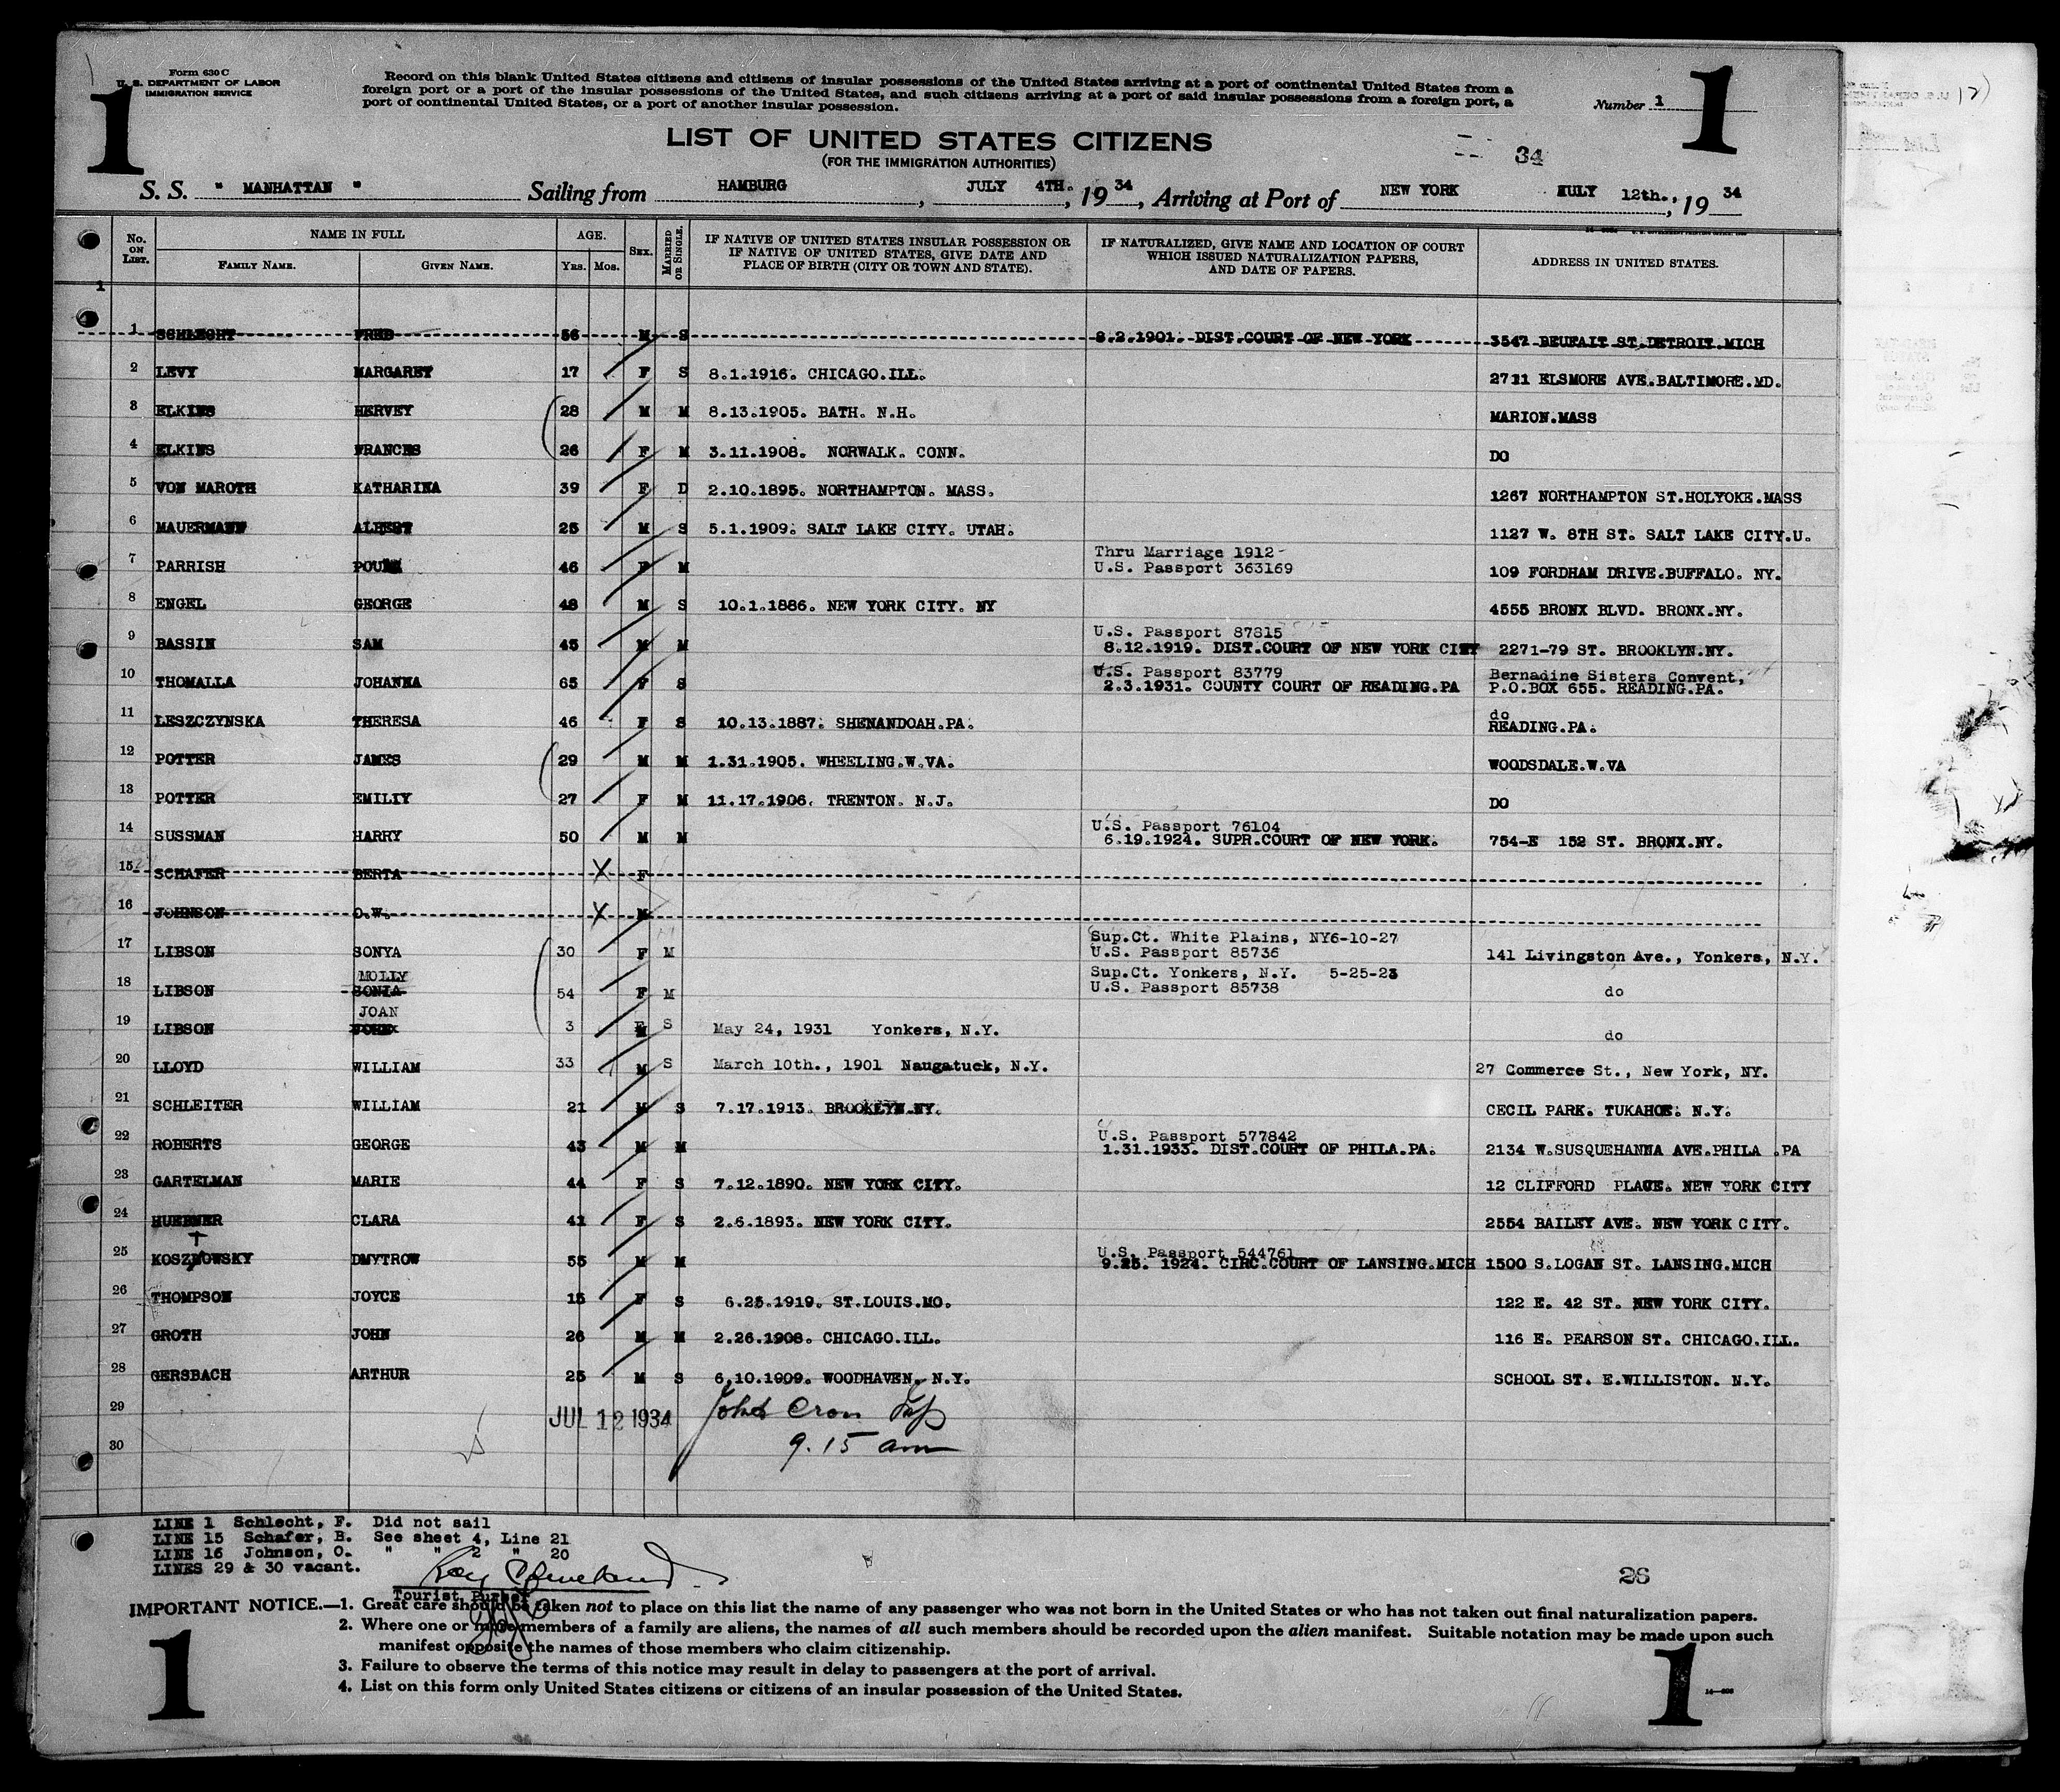 Form 630 C
U. S. DEPARTMENT OF LABOR
IMMIGRATION SERVICE
1
Record on this blank United States citizens and citizens of insular possessions of the United States arriving at a port of continental United States from a
foreign port or a port of the insular possessions of the United States, and such citizens arriving at a port of said insular possessions from a foreign port, a
port of continental United States, or a port of another insular possession.
Number 1
1
LIST OF UNITED STATES CITIZENS
(FOR THE IMMIGRATION AUTHORITIES)
34
S. S. " MANHATTAN " Sailing from HAMBURG, JULY 4TH., 1934, Arriving at Port of NEW YORK JULY 12th., 1934
No. ON LIST. NAME IN FULL FAMILY NAME. GIVEN NAME. AGE. YRS. MOS. SEX. MARRIED OR SINGLE. IF NATIVE OF UNITED STATES INSULAR POSSESSION OR IF NATIVE OF UNITED STATES, GIVE DATE AND PLACE OF BIRTH (CITY OR TOWN AND STATE). IF NATURALIZED, GIVE NAME AND LOCATION OF COURT WHICH ISSUED NATURALIZATION PAPERS, AND DATE OF PAPERS. ADDRESS IN UNITED STATES.
1
1 SCHLECHT FRED 56 M S 8.2.1901. DIST.COURT OF NEW YORK 3547 BEUFAIT ST.DETROIT.MICH
2 LEVY MARGARET 17 F S 8.1.1916. CHICAGO.ILL. 2711 ELSMORE AVE.BALTIMORE.MD.
3 ELKINS HERVEY 28 M M 8.13.1905. BATH. N.H. MARION.MASS
4 ELKINS FRANCES 26 F M 3.11.1908. NORWALK. CONN. DO
5 VON MAROTH KATHARINA 39 F D 2.10.1895. NORTHAMPTON. MASS. 1267 NORTHAMPTON ST.HOLYOKE.MASS
6 MAUERMANN ALBERT 25 M S 5.1.1909. SALT LAKE CITY. UTAH. 1127 W. 8TH ST. SALT LAKE CITY.U.
Thru Marriage 1912
7 PARRISH 46 F M U.S. Passport 363169 109 FORDHAM DRIVE.BUFFALO. NY.
8 ENGEL GEORGE 48 M S 10.1.1886. NEW YORK CITY. NY 4555 BRONX BLVD. BRONX.NY.
U.S. Passport 87815
9 BASSIN SAM 45 M M 8.12.1919. DIST.COURT OF NEW YORK CITY 2271-79 ST. BROOKLYN.NY.
U.S. Passport 83779 Bernadine Sisters Convent,
10 THOMALLA JOHANNA 65 F S 2.3.1931. COUNTY COURT OF READING.PA P.O.BOX 655. READING.PA.
do
11 LESZCZYNSKA THERESA 46 F S 10.13.1887. SHENANDOAH.PA. READING.PA.
12 POTTER JAMES 29 M M 1.31.1905. WHEELING.W.VA. WOODSDALE.W.VA
13 POTTER EMILIY 27 F M 11.17.1906. TRENTON. N.J. DO
U.S. Passport 76104
14 SUSSMAN HARRY 50 M M 6.19.1924. SUPR.COURT OF NEW YORK. 754-E 152 ST. BRONX.NY.
15 SCHAFER BERTA X F
16 JOHNSON O.W. X M
Sup.Ct. White Plains, NY6-10-27
17 LIBSON SONYA 30 F M U.S. Passport 85736 141 Livingston Ave., Yonkers, N.Y.
MOLLY Sup.Ct. Yonkers, N.Y. 5-25-23
18 LIBSON SONIA 54 F M U.S. Passport 85738 do
JOAN
19 LIBSON JOHN 3 F S May 24, 1931 Yonkers, N.Y. do
20 LLOYD WILLIAM 33 M S March 10th., 1901 Naugatuck, N.Y. 27 Commerce St., New York, NY.
21 SCHLEITER WILLIAM 21 M S 7.17.1913. BROOKLYN.NY. CECIL PARK. TUKAHOE. N.Y.
U.S. Passport 577842
22 ROBERTS GEORGE 43 M M 1.31.1933. DIST.COURT OF PHILA.PA. 2134 W.SUSQUEHANNA AVE.PHILA .PA
23 GARTELMAN MARIE 44 F S 7.12.1890. NEW YORK CITY. 12 CLIFFORD PLACE. NEW YORK CITY
24 HUEBNER CLARA 41 F S 2.6.1893. NEW YORK CITY. 2554 BAILEY AVE. NEW YORK CITY.
T U.S. Passport 544761
25 KOSZKOWSKY DMYTROW 55 M M 9.25. 1924. CIRC.COURT OF LANSING.MICH 1500 S.LOGAN ST. LANSING.MICH
26 THOMPSON JOYCE 15 F S 6.25.1919. ST.LOUIS.MO. 122 E. 42 ST. NEW YORK CITY.
27 GROTH JOHN 26 M M 2.26.1908. CHICAGO.ILL. 116 E. PEARSON ST. CHICAGO.ILL.
28 GERSBACH ARTHUR 25 M S 6.10.1909. WOODHAVEN. N.Y. SCHOOL ST. E.WILLISTON. N.Y.
29 JUL 12 1934 John Cron Insp
30 9.15 am
LINE 1 Schlecht, F. Did not sail
LINE 15 Schafer, B. See sheet 4, Line 21
LINE 16 Johnson, O. " " 2 " 20
LINES 29 & 30 vacant.
26
Tourist Purser
IMPORTANT NOTICE.—1. Great care should be taken not to place on this list the name of any passenger who was not born in the United States or who has not taken out final naturalization papers.
2. Where one or more members of a family are aliens, the names of all such members should be recorded upon the alien manifest. Suitable notation may be made upon such
manifest opposite the names of those members who claim citizenship.
3. Failure to observe the terms of this notice may result in delay to passengers at the port of arrival.
4. List on this form only United States citizens or citizens of an insular possession of the United States.
1
1